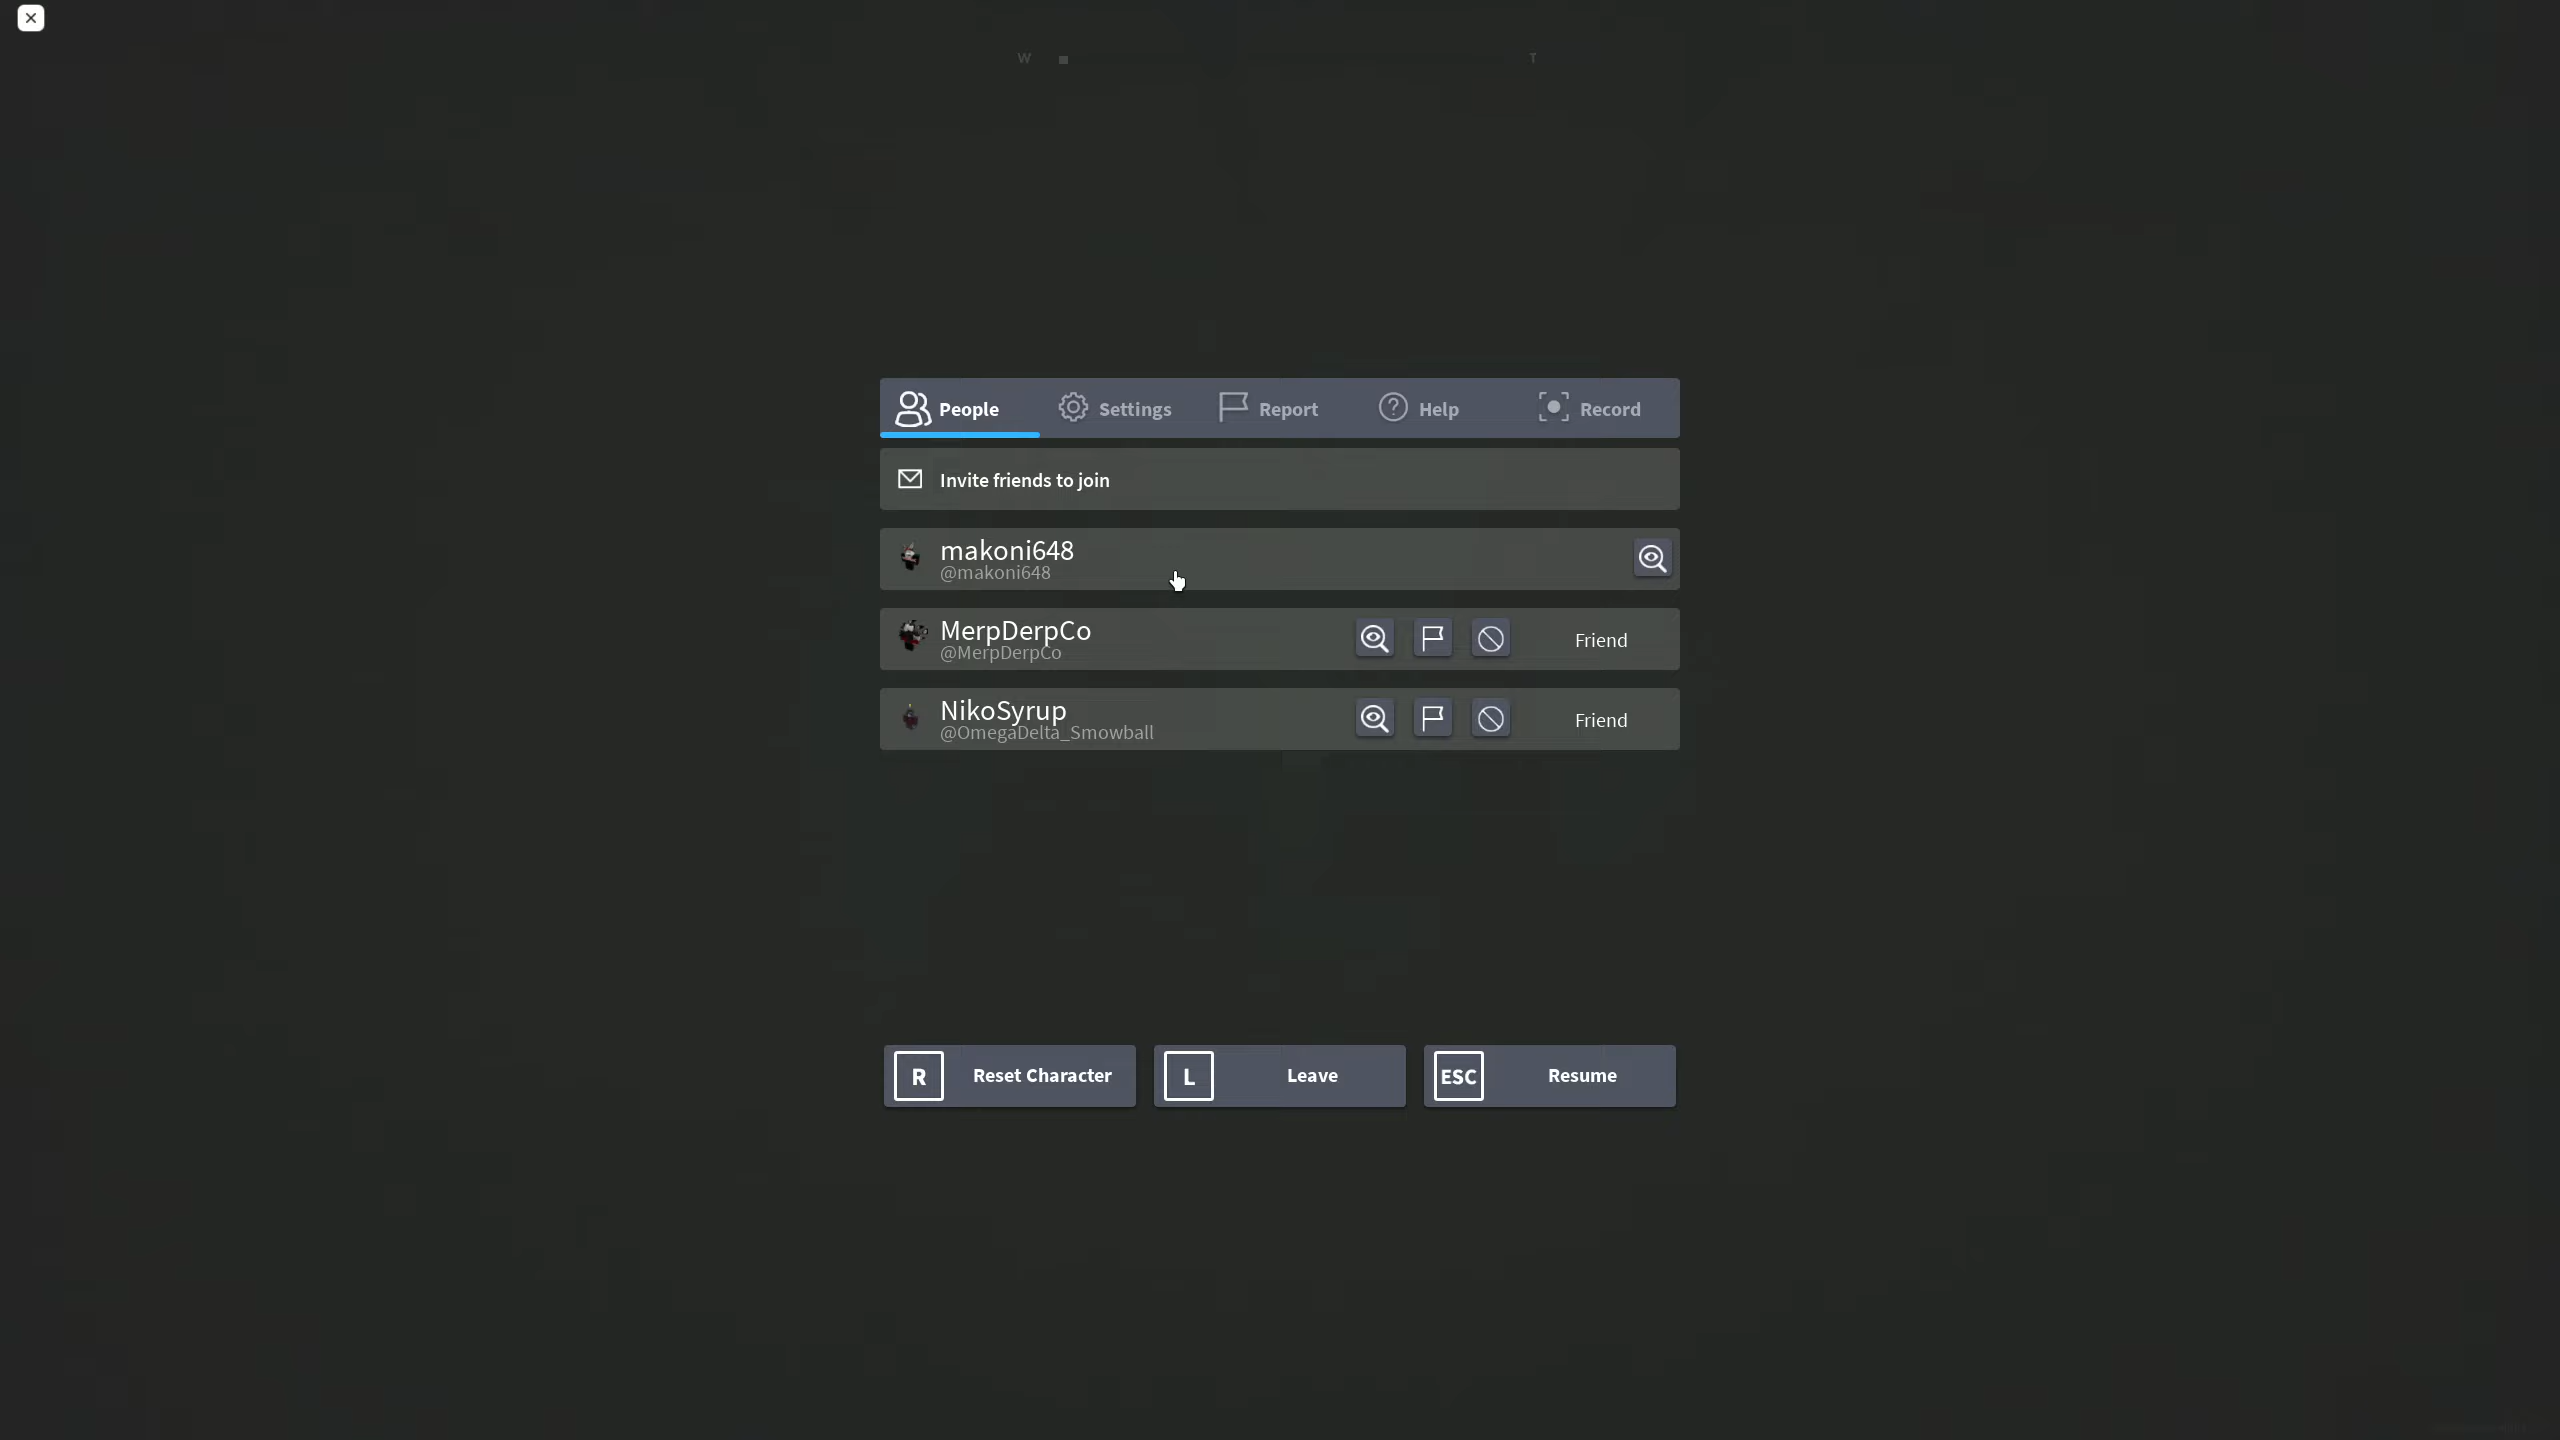 W T
People Settings Report Help Record
Invite friends to join
makoni648
@makoni648
MerpDerpCo
@MerpDerpCo
Friend
NikoSyrup
@OmegaDelta_Smowball
Friend
R Reset Character L Leave ESC Resume